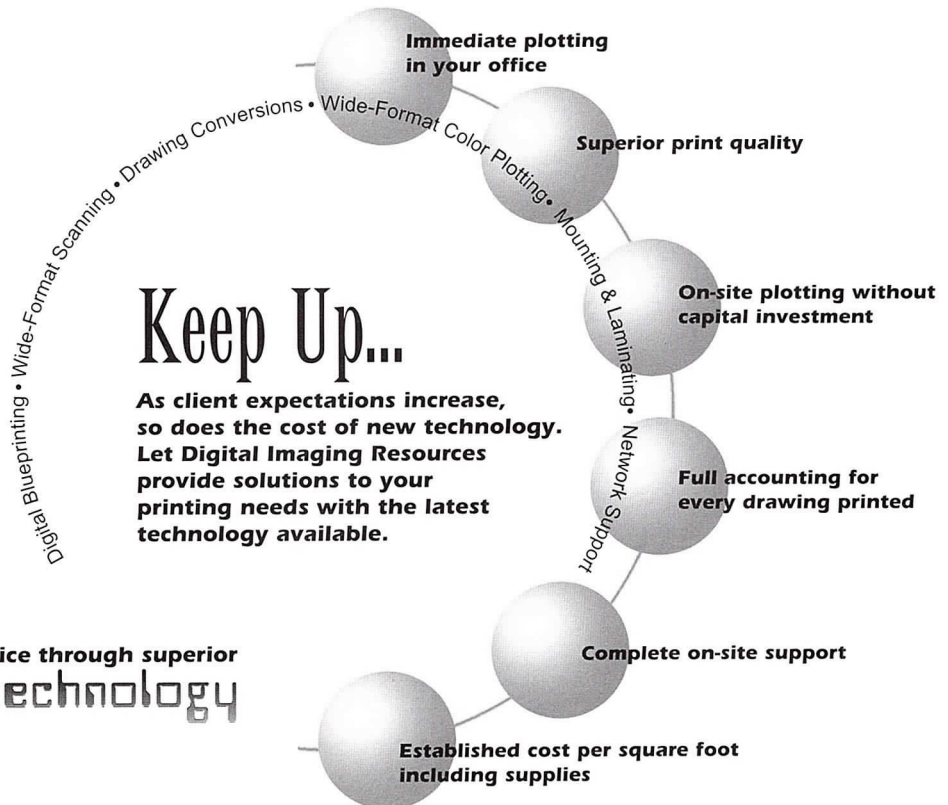 Immediate plotting
in your office
Superior print quality
On-site plotting without
capital investment
Full accounting for
every drawing printed
Complete on-site support
Established cost per square foot
including supplies
Digital Blueprinting • Wide-Format Scanning • Drawing Conversions • Wide-Format Color Plotting • Mounting & Laminating • Network Support
Keep Up...
As client expectations increase,
so does the cost of new technology.
Let Digital Imaging Resources
provide solutions to your
printing needs with the latest
technology available.
through superior